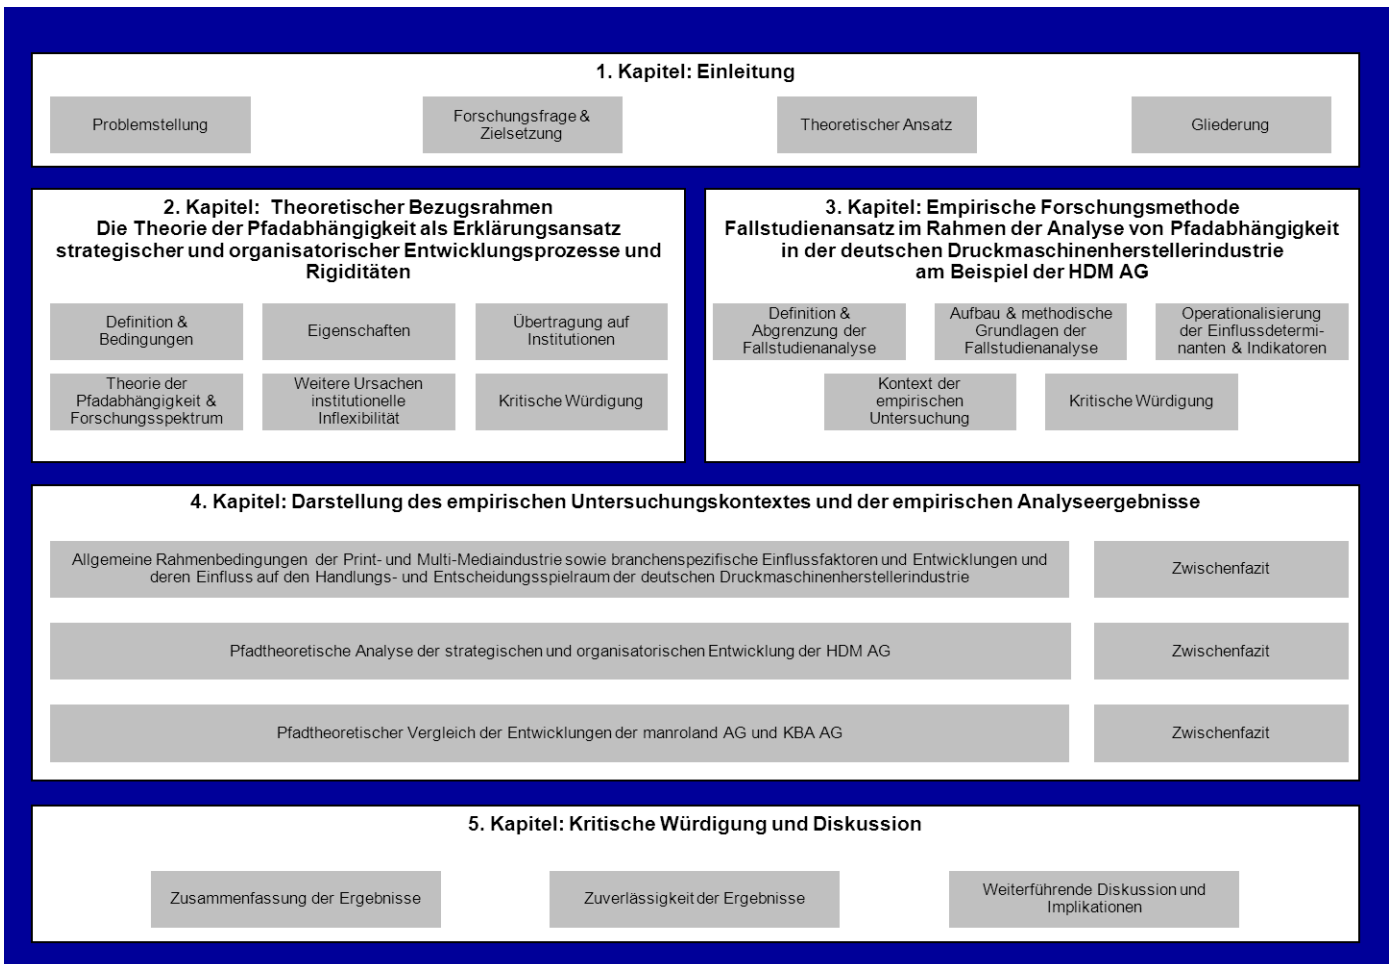 1. Kapitel: Einleitung
Problemstellung
Forschungsfrage &
Zielsetzung
Theoretischer Ansatz
Gliederung
2. Kapitel: Theoretischer Bezugsrahmen
Die Theorie der Pfadabhängigkeit als Erklärungsansatz
strategischer und organisatorischer Entwicklungsprozesse und
Rigiditäten
Definition &
Bedingungen
Eigenschaften
Übertragung auf
Institutionen
Theorie der
Pfadabhängigkeit &
Forschungsspektrum
Weitere Ursachen
institutionelle
Inflexibilität
Kritische Würdigung
3. Kapitel: Empirische Forschungsmethode
Fallstudienansatz im Rahmen der Analyse von Pfadabhängigkeit
in der deutschen Druckmaschinenherstellerindustrie
am Beispiel der HDM AG
Definition &
Abgrenzung der
Fallstudienanalyse
Aufbau & methodische
Grundlagen der
Fallstudienanalyse
Operationalisierung
der Einflussdetermi-
nanten & Indikatoren
Kontext der
empirischen
Untersuchung
Kritische Würdigung
4. Kapitel: Darstellung des empirischen Untersuchungskontextes und der empirischen Analyseergebnisse
Allgemeine Rahmenbedingungen der Print- und Multi-Mediaindustrie sowie branchenspezifische Einflussfaktoren und Entwicklungen und
deren Einfluss auf den Handlungs- und Entscheidungsspielraum der deutschen Druckmaschinenherstellerindustrie
Zwischenfazit
Pfadtheoretische Analyse der strategischen und organisatorischen Entwicklung der HDM AG
Zwischenfazit
Pfadtheoretischer Vergleich der Entwicklungen der manroland AG und KBA AG
Zwischenfazit
5. Kapitel: Kritische Würdigung und Diskussion
Zusammenfassung der Ergebnisse
Zuverlässigkeit der Ergebnisse
Weiterführende Diskussion und
Implikationen